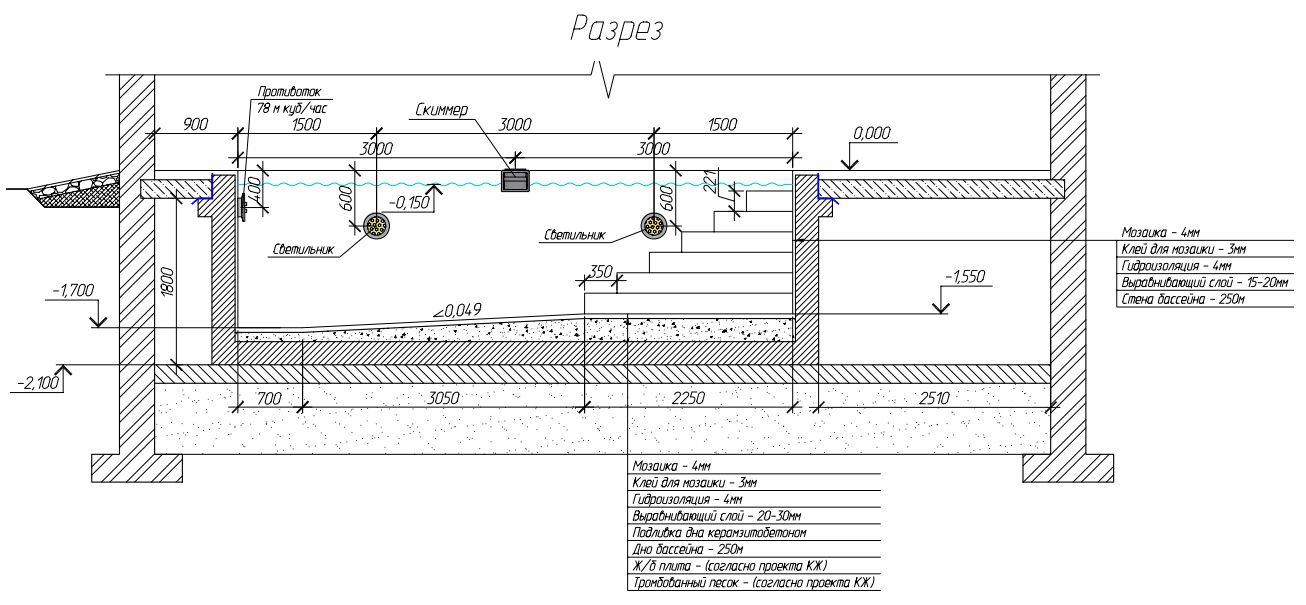 Разрез
Противоток
78 м куб/час
Скиммер
900
1500
3000
1500
3000
3000
0,000
400
600
-0,150
600
221
Светильник
Светильник
Мозаика - 4мм
Клей для мозаики - 3мм
Гидроизоляция - 4мм
Выравнивающий слой - 15-20мм
Стена бассейна - 250м
-1,700
1800
350
-1,550
∠0,049
-2,100
700
3050
2250
2510
Мозаика - 4мм
Клей для мозаики - 3мм
Гидроизоляция - 4мм
Выравнивающий слой - 20-30мм
Подливка дна керамзитобетоном
Дно бассейна - 250м
Ж/б плита - (согласно проекта КЖ)
Тромбованный песок - (согласно проекта КЖ)